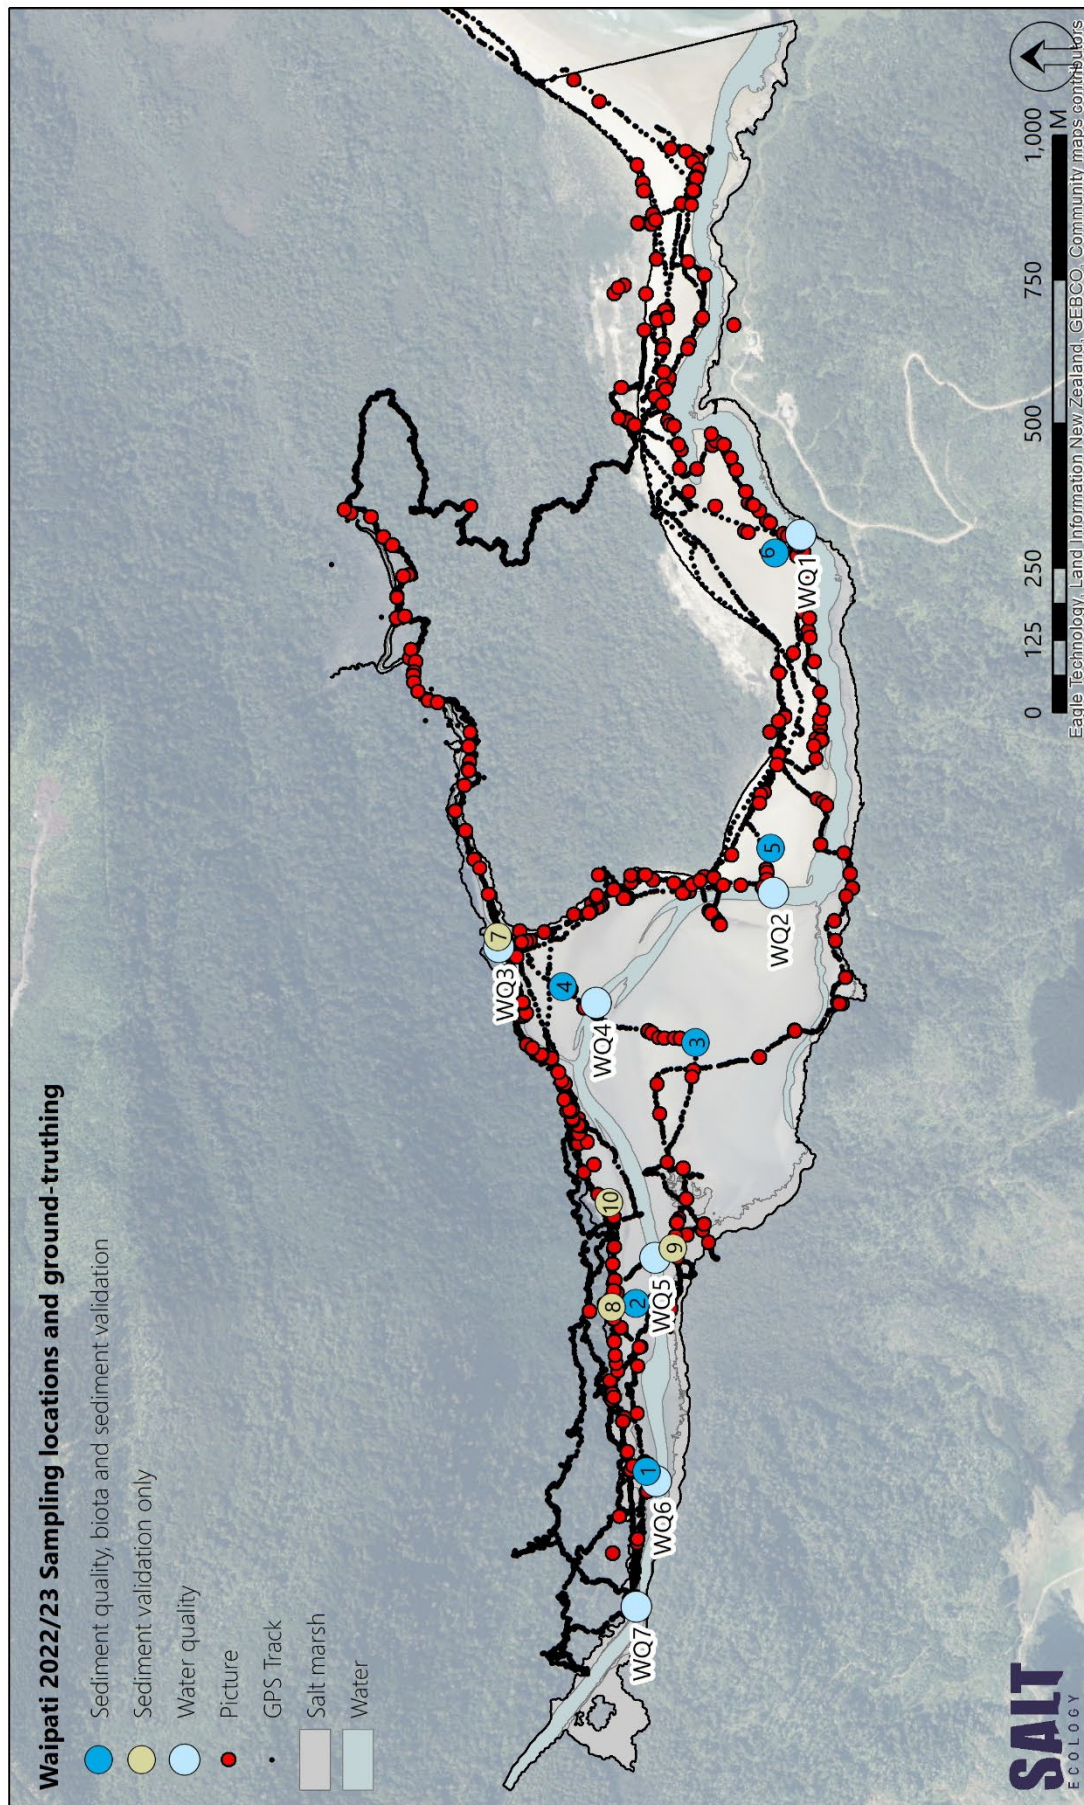 Waipati 2022/23 Sampling locations and ground-truthing
Sediment quality, biota and sediment validation
Sediment validation only
Water quality
Picture
GPS Track
Salt marsh
Water
WQ7
WQ6
1
8
2
WQ5
9
10
WQ3
7
4
WQ4
3
WQ2
5
6
WQ1
0 125 250 500 750 1,000
M
Eagle Technology, Land Information New Zealand, GEBCO, Community maps contributors
SALT
ECOLOGY